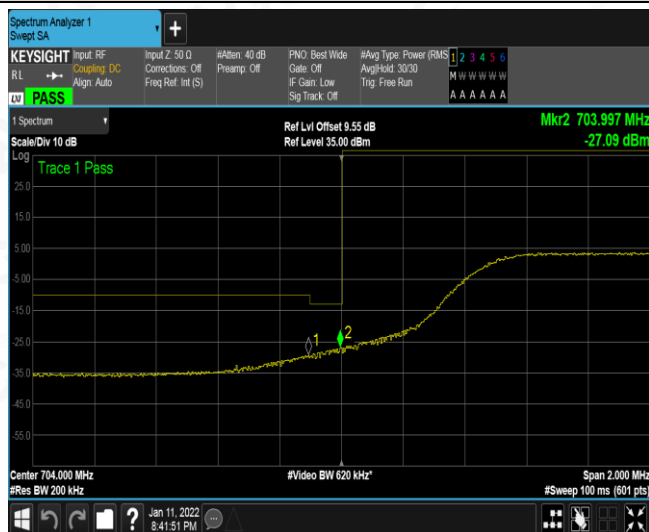 Spectrum Analyzer 1
Swept SA
+
KEYSIGHT
RL
LXI PASS
Input: RF
Coupling: DC
Align: Auto
Input Z: 50 Ω
Corrections: Off
Freq Ref: Int (S)
#Atten: 40 dB
Preamp: Off
PNO: Best Wide
Gate: Off
IF Gain: Low
Sig Track: Off
#Avg Type: Power (RMS
Avg|Hold: 30/30
Trig: Free Run
1 2 3 4 5 6
M W W W W W
A A A A A A
1 Spectrum
Scale/Div 10 dB
Ref Lvl Offset 9.55 dB
Ref Level 35.00 dBm
Mkr2 703.997 MHz
-27.09 dBm
Log
Trace 1 Pass
25.0
15.0
5.00
-5.00
-15.0
-25.0
-35.0
-45.0
-55.0
1
2
Center 704.000 MHz
#Res BW 200 kHz
#Video BW 620 kHz*
Span 2.000 MHz
#Sweep 100 ms (601 pts)
?
Jan 11, 2022
8:41:51 PM